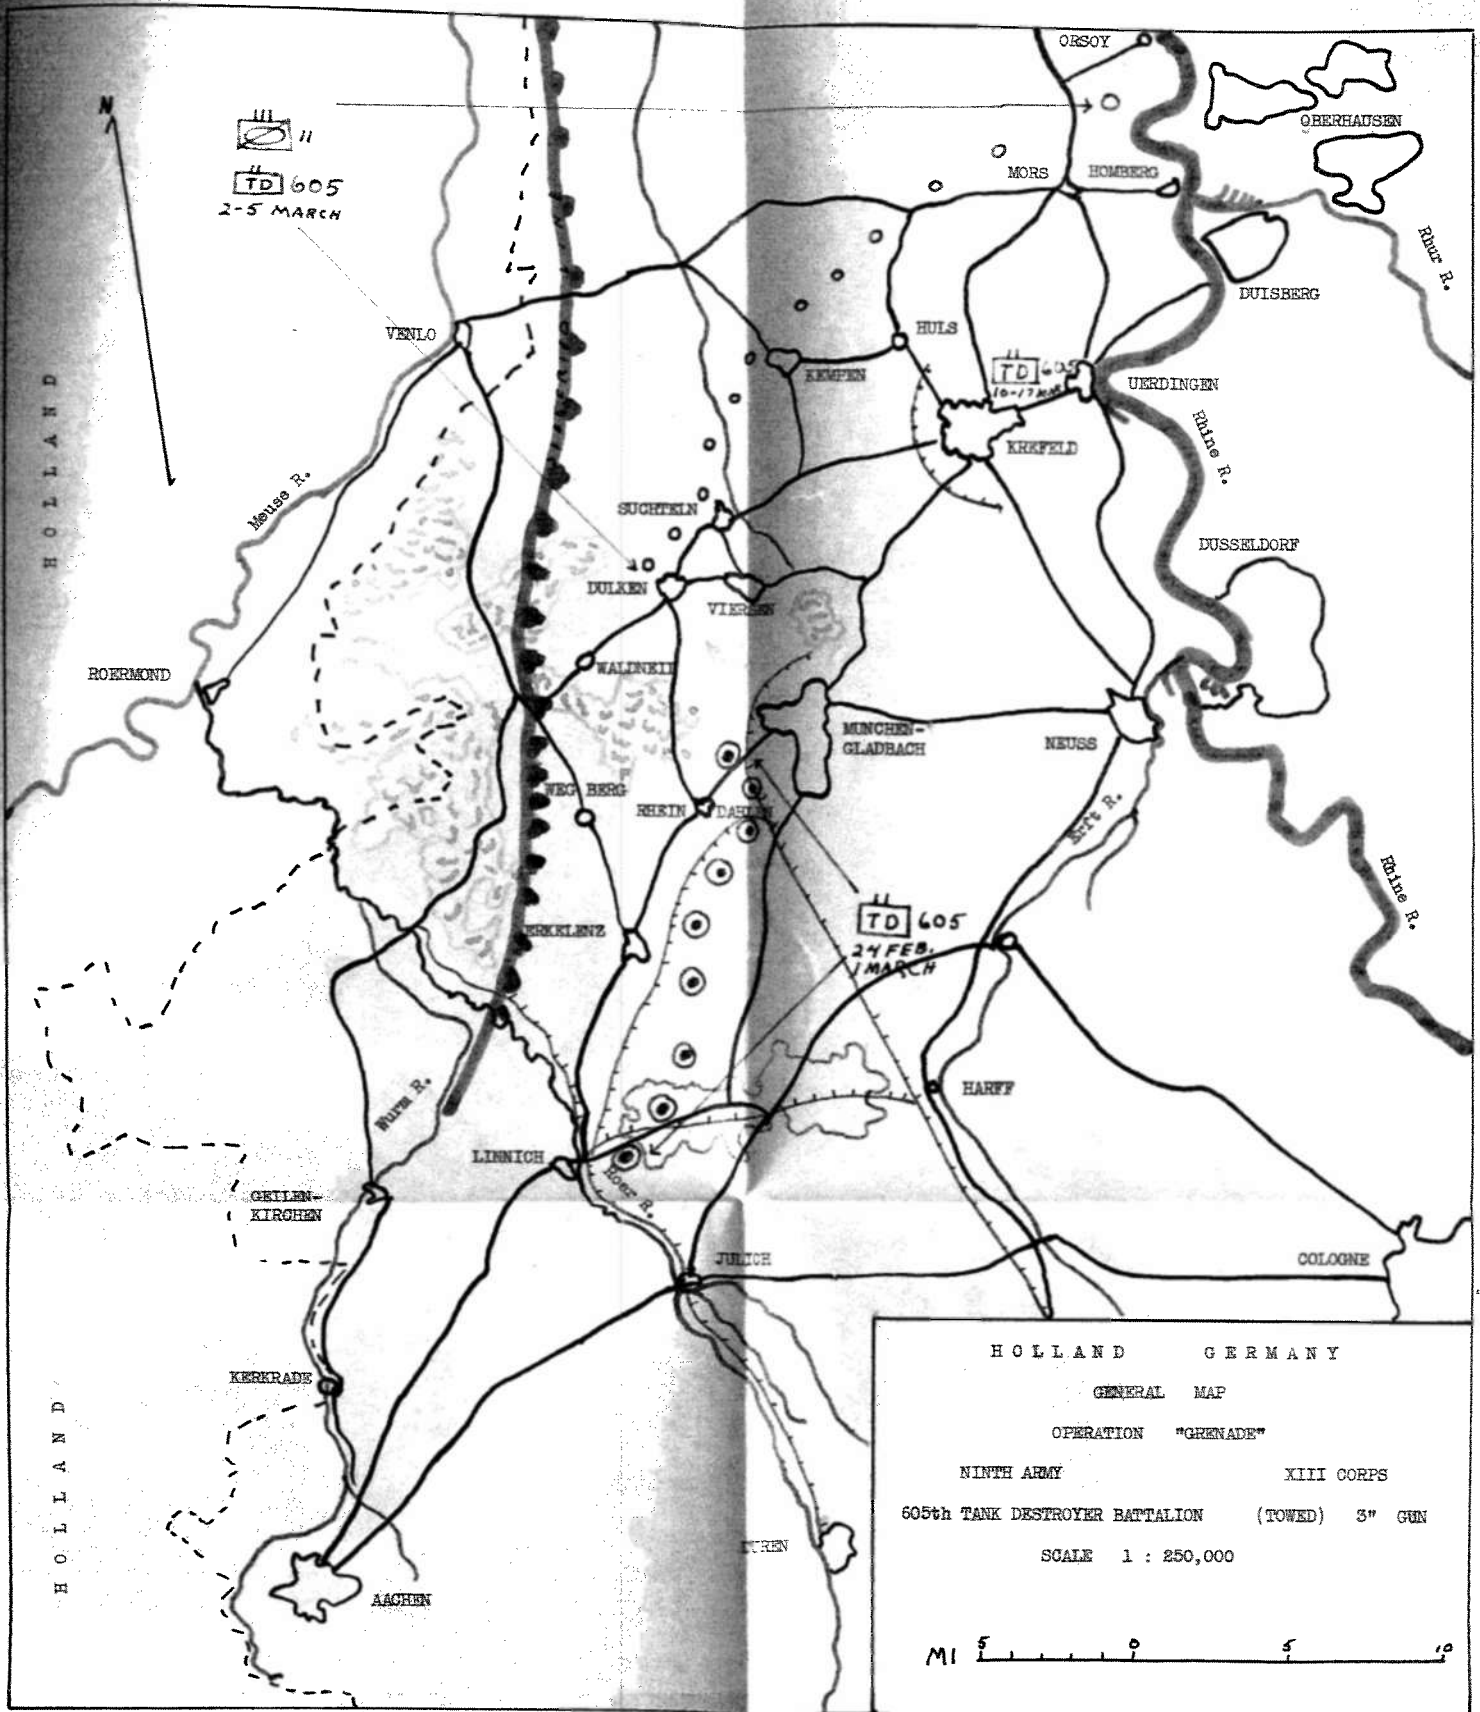 ORSOY
N
11
OBERHAUSEN
TD 605
2-5 MARCH
MORS
HOMBERG
Rhur R.
DUISBERG
VENLO
HULS
KEMPEN
TD 605
10-17 MAR
UERDINGEN
HOLLAND
Rhine R.
KREFELD
Meuse R.
SUCHTELN
DUSSELDORF
DULKEN
VIERSEN
ROERMOND
WALDNEIL
MUNCHEN-
GLADBACH
NEUSS
WEG BERG
RHEIN DAHLEN
Erft R.
Rhine R.
TD 605
24 FEB.
1 MARCH
ERKELENZ
HARFF
Wurm R.
LINNICH
Roer R.
GEILEN-
KIRCHEN
JULICH
COLOGNE
HOLLAND GERMANY
KERKRADE
GENERAL MAP
OPERATION "GRENADE"
HOLLAND
NINTH ARMY XIII CORPS
605th TANK DESTROYER BATTALION (TOWED) 3" GUN
SCALE 1 : 250,000
AACHEN
MI 5 0 5 10